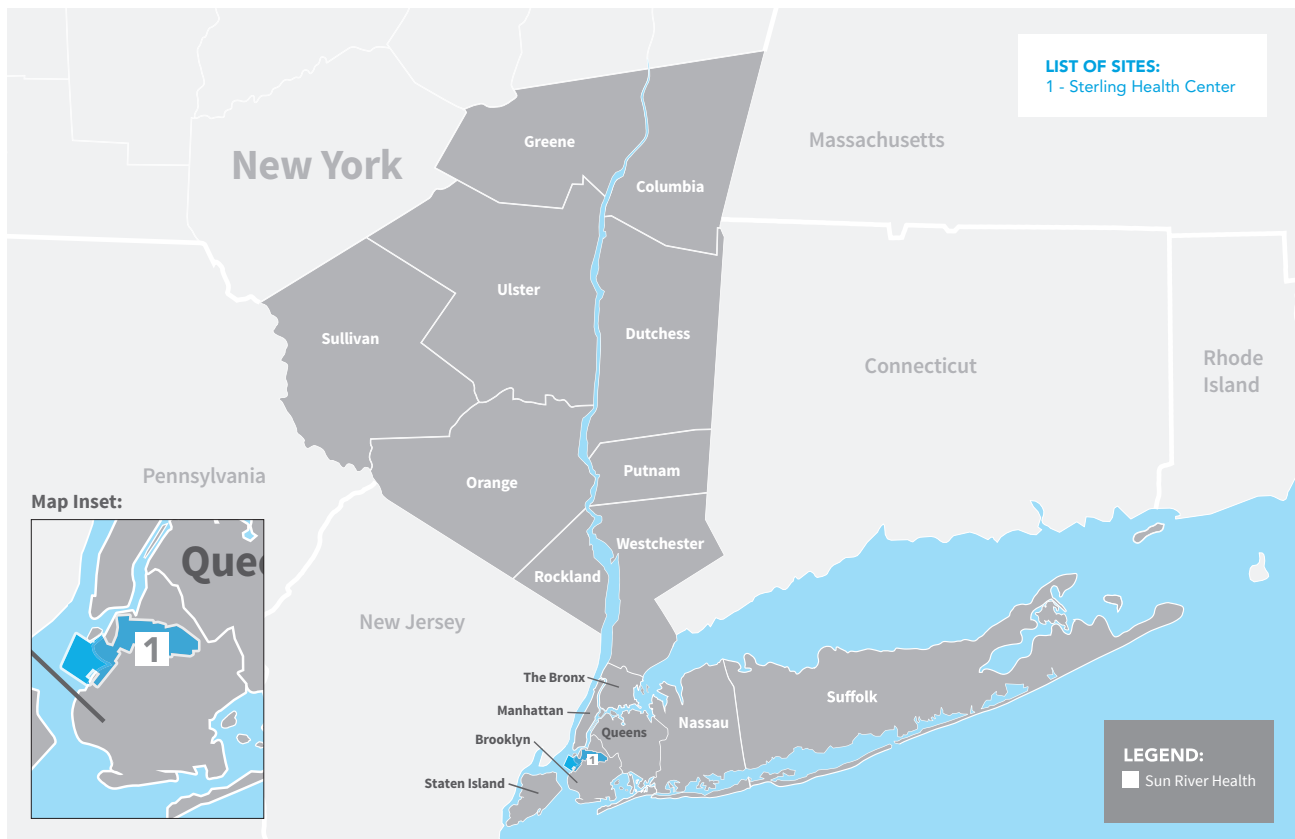 LIST OF SITES:
1 - Sterling Health Center
Massachusetts
New York
Greene
Columbia
Ulster
Sullivan
Dutchess
Connecticut
Rhode
Island
Pennsylvania
Putnam
Orange
Map Inset:
Westchester
Rockland
Quee
New Jersey
1
The Bronx
Suffolk
Manhattan
Nassau
Queens
Brooklyn
1
Staten Island
LEGEND:
Sun River Health